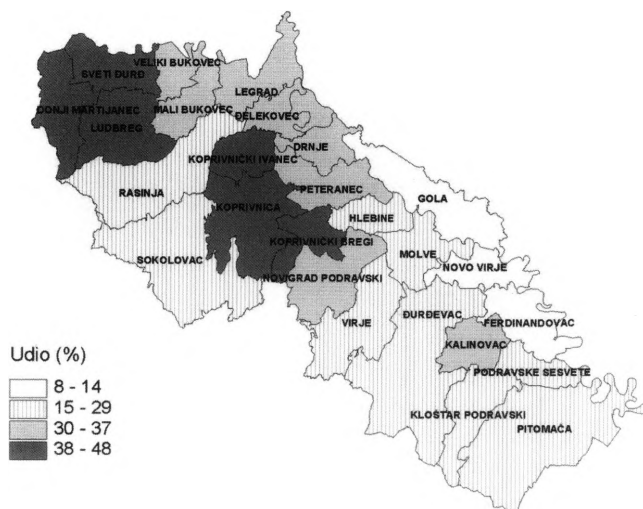 VELIKI BUKOVEC
SVETI ĐURĐ
LEGRAD
DONJI MARTIJANEC
MALI BUKOVEC
ĐELEKOVEC
LUDBREG
DRNJE
KOPRIVNIČKI IVANEC
PETERANEC
RASINJA
GOLA
KOPRIVNICA
HLEBINE
KOPRIVNIČKI BREGI
MOLVE
SOKOLOVAC
NOVIGRAD PODRAVSKI
NOVO VIRJE
ĐURĐEVAC
VIRJE
FERDINANDOVAC
KALINOVAC
PODRAVSKE SESVETE
KLOŠTAR PODRAVSKI
PITOMAČA
Udio (%)
8 - 14
15 - 29
30 - 37
38 - 48